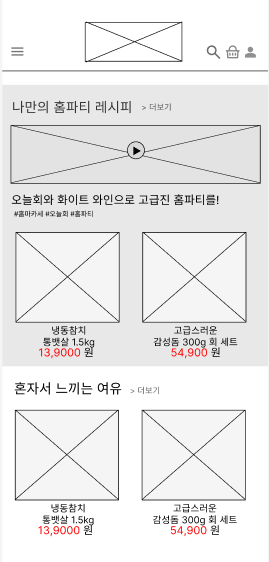 나만의 홈파티 레시피 > 더보기
오늘회와 화이트 와인으로 고급진 홈파티를!
#홈마카세 #오늘회 #홈파티
냉동참치
통뱃살 1.5kg
13,9000 원
고급스러운
감성돔 300g 회 세트
54,900 원
혼자서 느끼는 여유 > 더보기
냉동참치
통뱃살 1.5kg
13,9000 원
고급스러운
감성돔 300g 회 세트
54,900 원